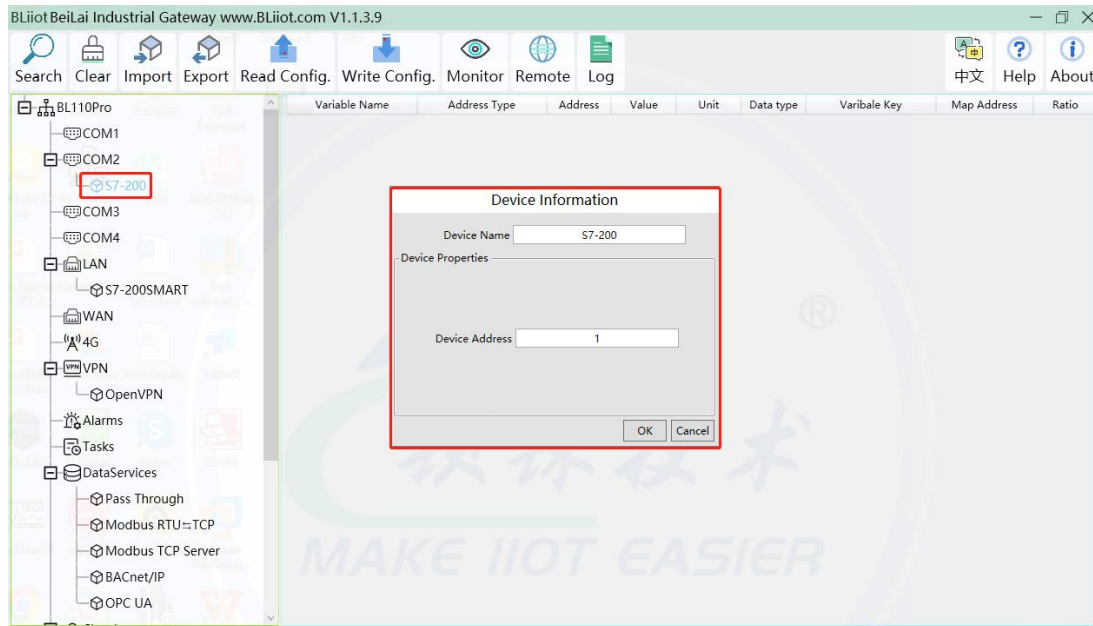 BLiiot BeiLai Industrial Gateway www.BLiiot.com V1.1.3.9
Search Clear Import Export Read Config. Write Config. Monitor Remote Log 中文 Help About
BL110Pro
COM1
COM2
S7-200
COM3
COM4
LAN
S7-200SMART
WAN
4G
VPN
VPN
OpenVPN
Alarms
Tasks
DataServices
Pass Through
Modbus RTU⇆TCP
Modbus TCP Server
BACnet/IP
OPC UA
Variable Name Address Type Address Value Unit Data type Varibale Key Map Address Ratio
Device Information
Device Name S7-200
Device Properties
Device Address 1
OK Cancel
®
技术
MAKE IIOT EASIER